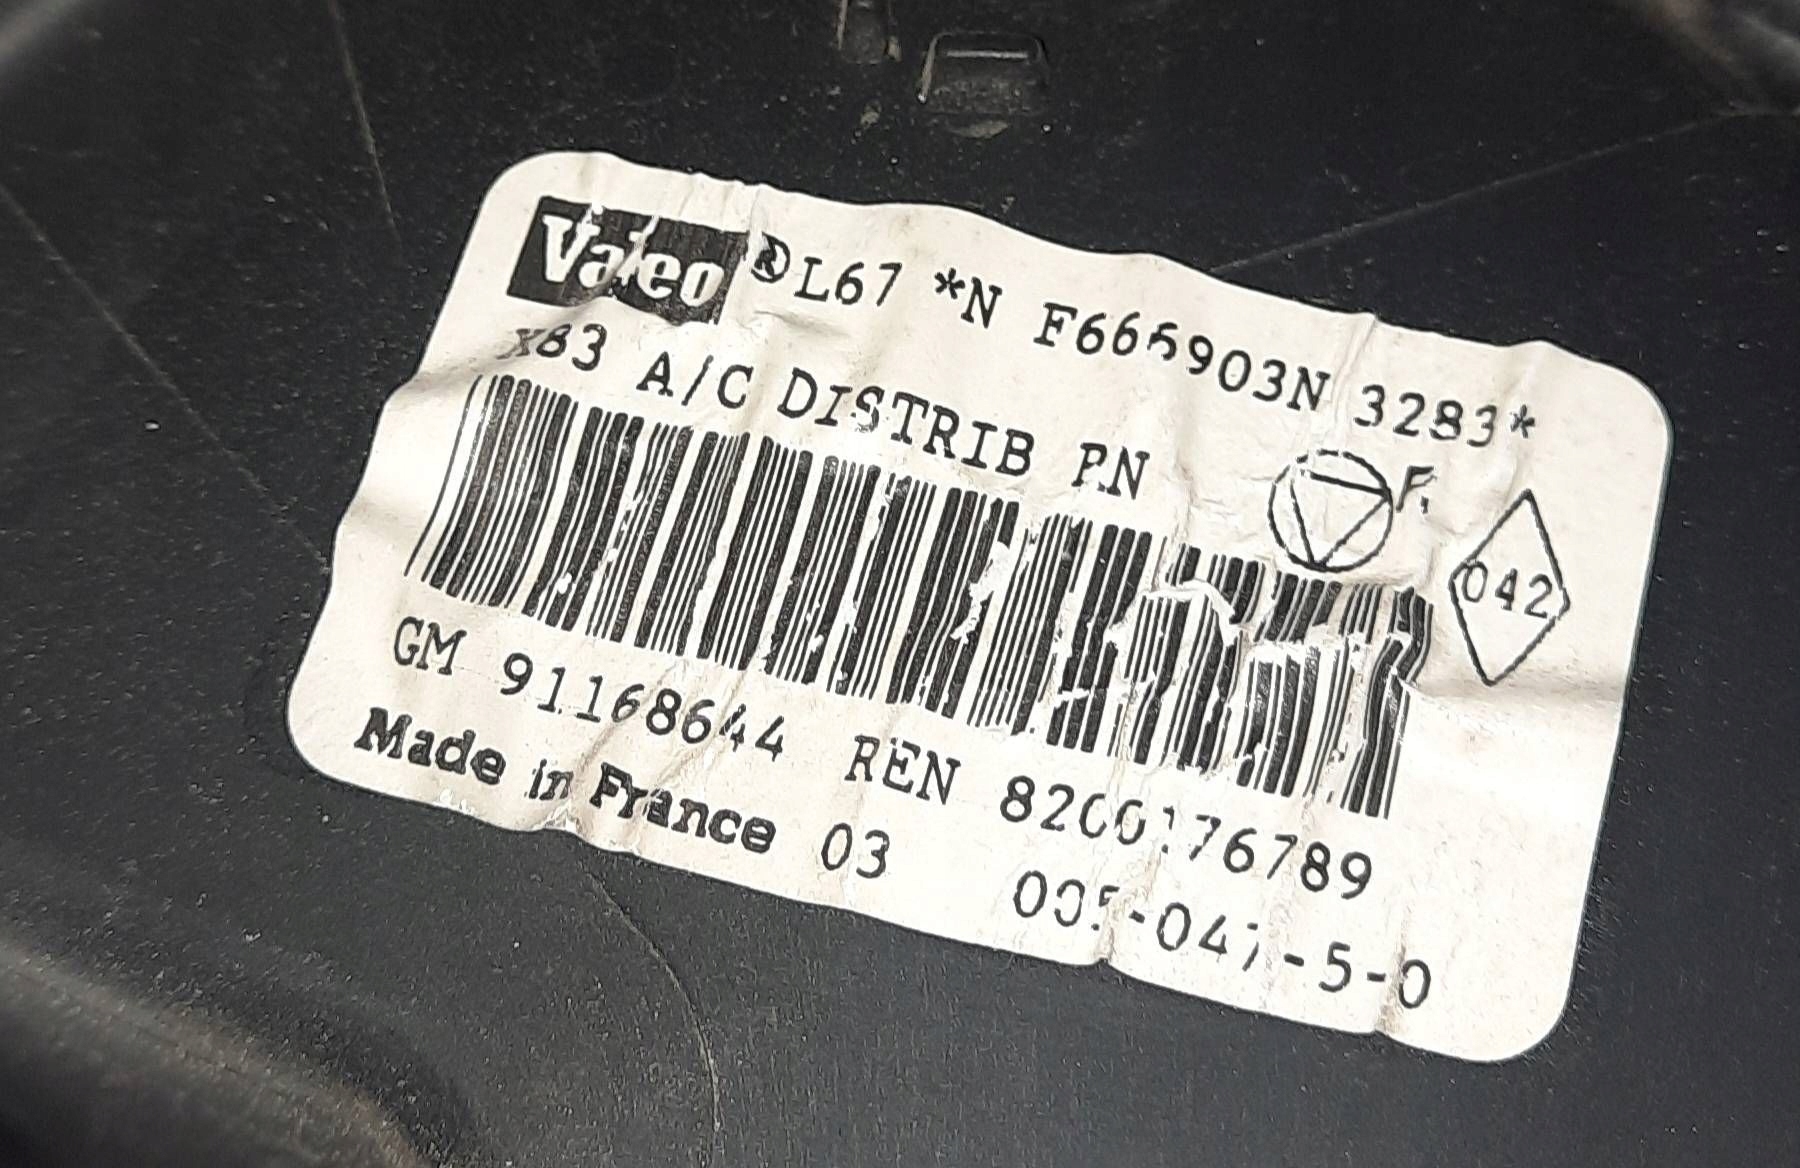 Valeo ® L67 *N F666903N 3283*
X83 A/C DISTRIB PN
042
GM 91168644 REN 8200176789
Made in France 03